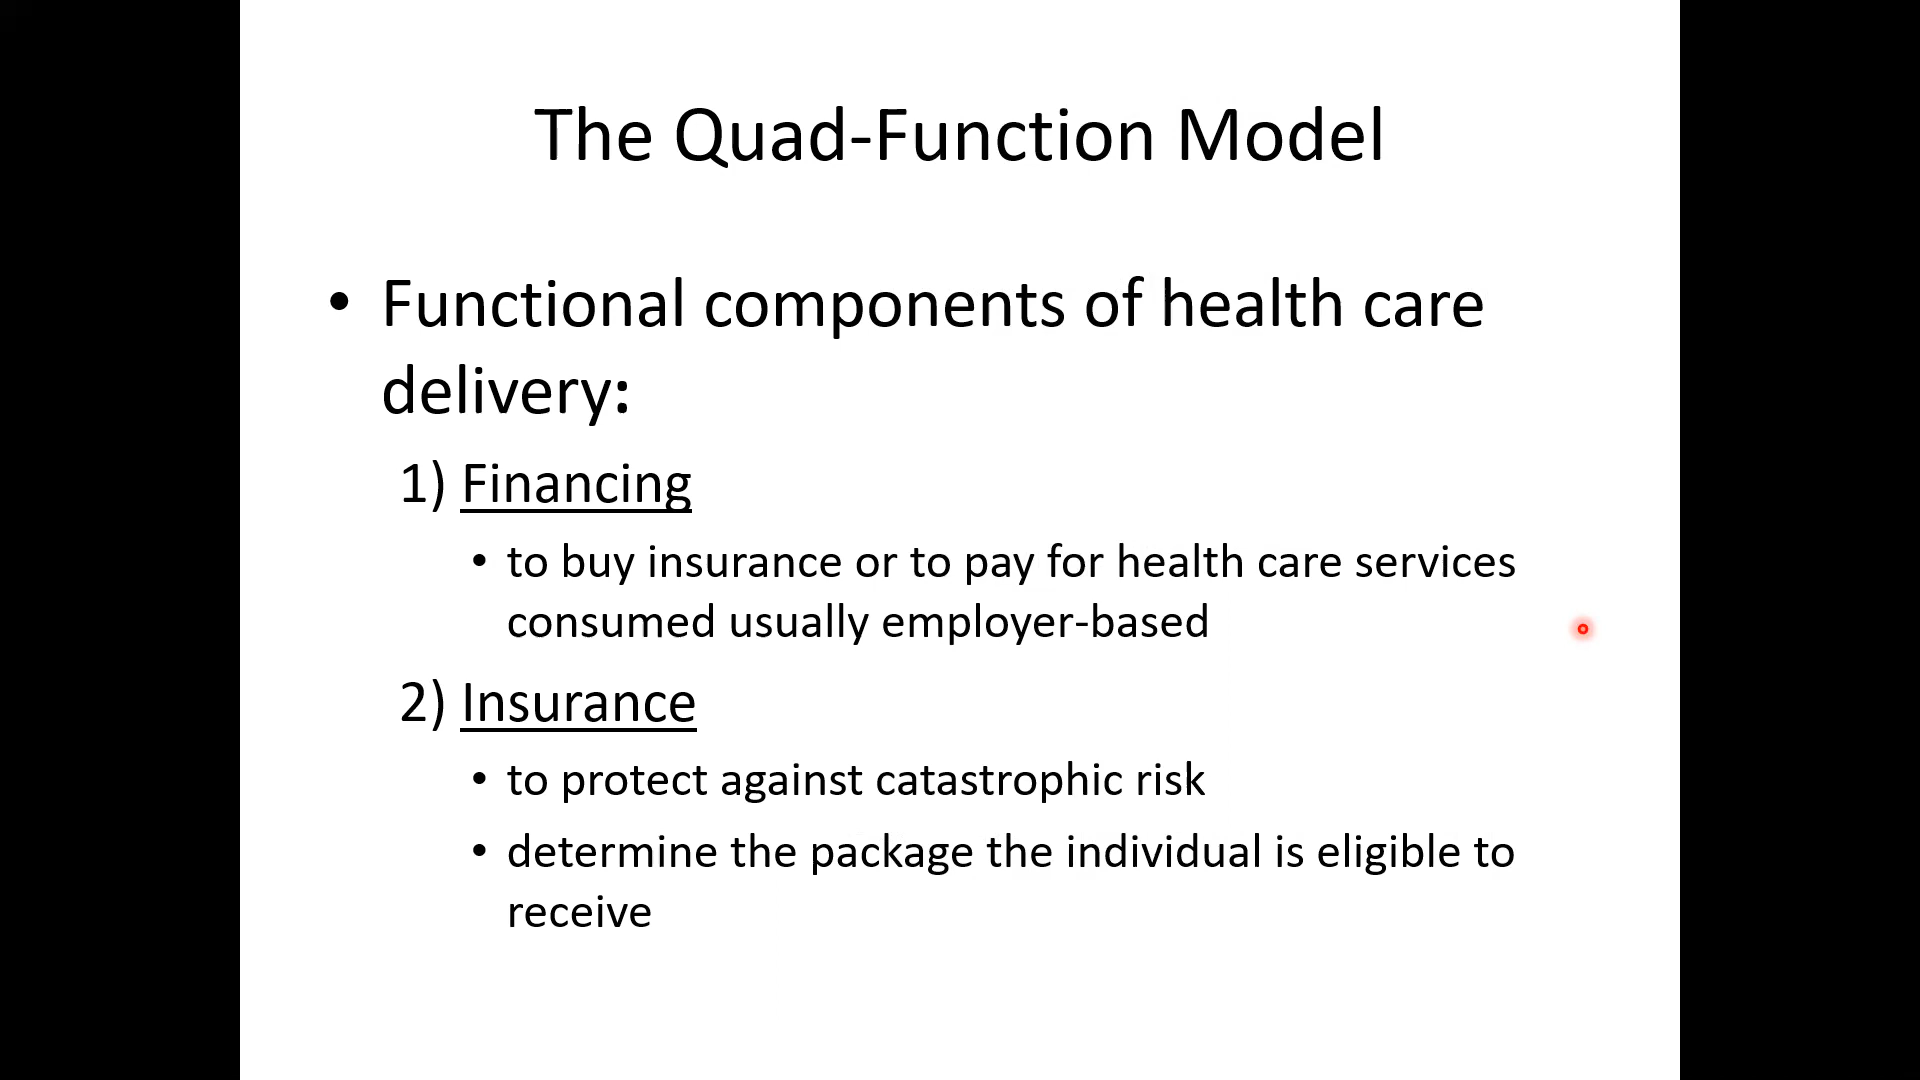 The Quad-Function Model
• Functional components of health care
delivery:
1) Financing
• to buy insurance or to pay for health care services
consumed usually employer-based
2) Insurance
• to protect against catastrophic risk
• determine the package the individual is eligible to
receive